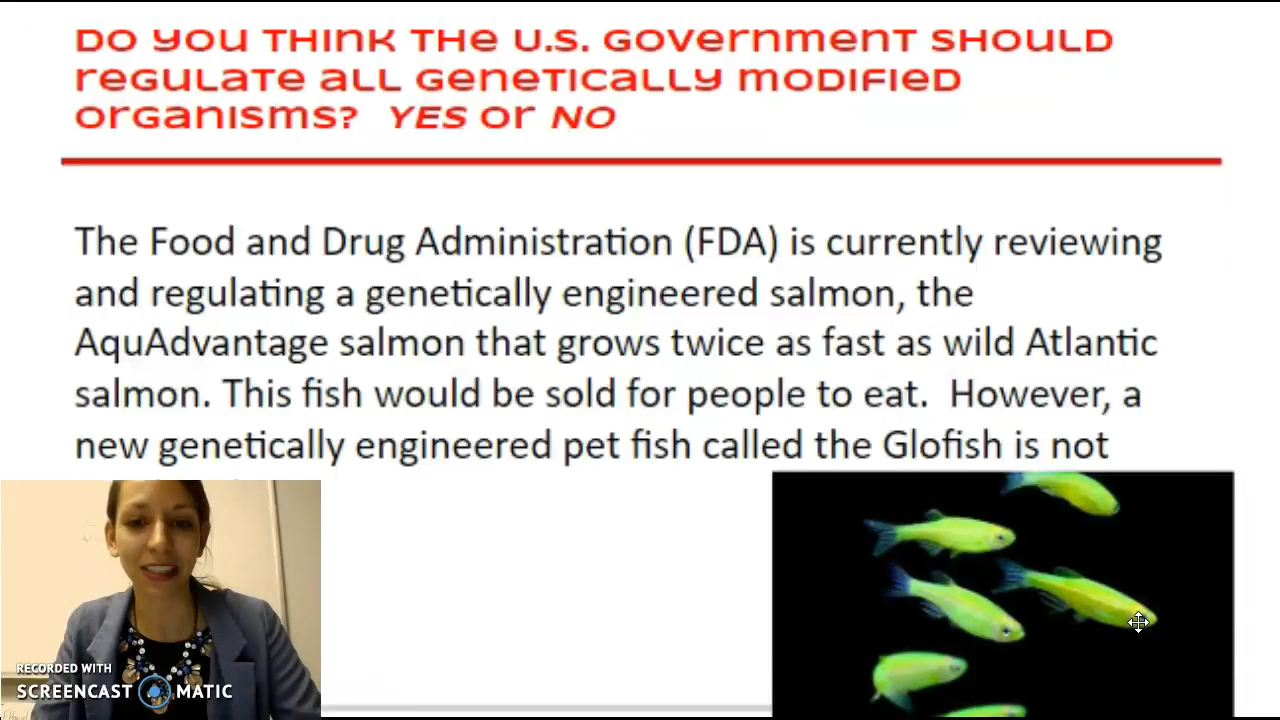 DO YOU THINK THE U.S. GOVERNMENT SHOULD
REGULATE ALL GENETICALLY MODIFIED
ORGANISMS? YES OR NO
The Food and Drug Administration (FDA) is currently reviewing
and regulating a genetically engineered salmon, the
AquAdvantage salmon that grows twice as fast as wild Atlantic
salmon. This fish would be sold for people to eat. However, a
new genetically engineered pet fish called the Glofish is not
RECORDED WITH
SCREENCAST MATIC